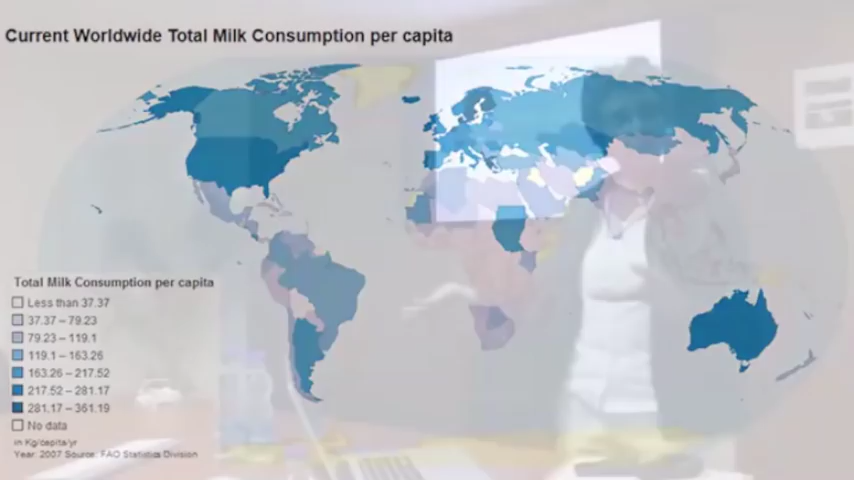 Current Worldwide Total Milk Consumption per capita
Total Milk Consumption per capita
Less than 37.37
37.37 – 79.23
79.23 – 119.1
119.1 – 163.26
163.26 – 217.52
217.52 – 281.17
281.17 – 361.19
No data
in Kg/capita/yr
Year: 2007 Source: FAO Statistics Division